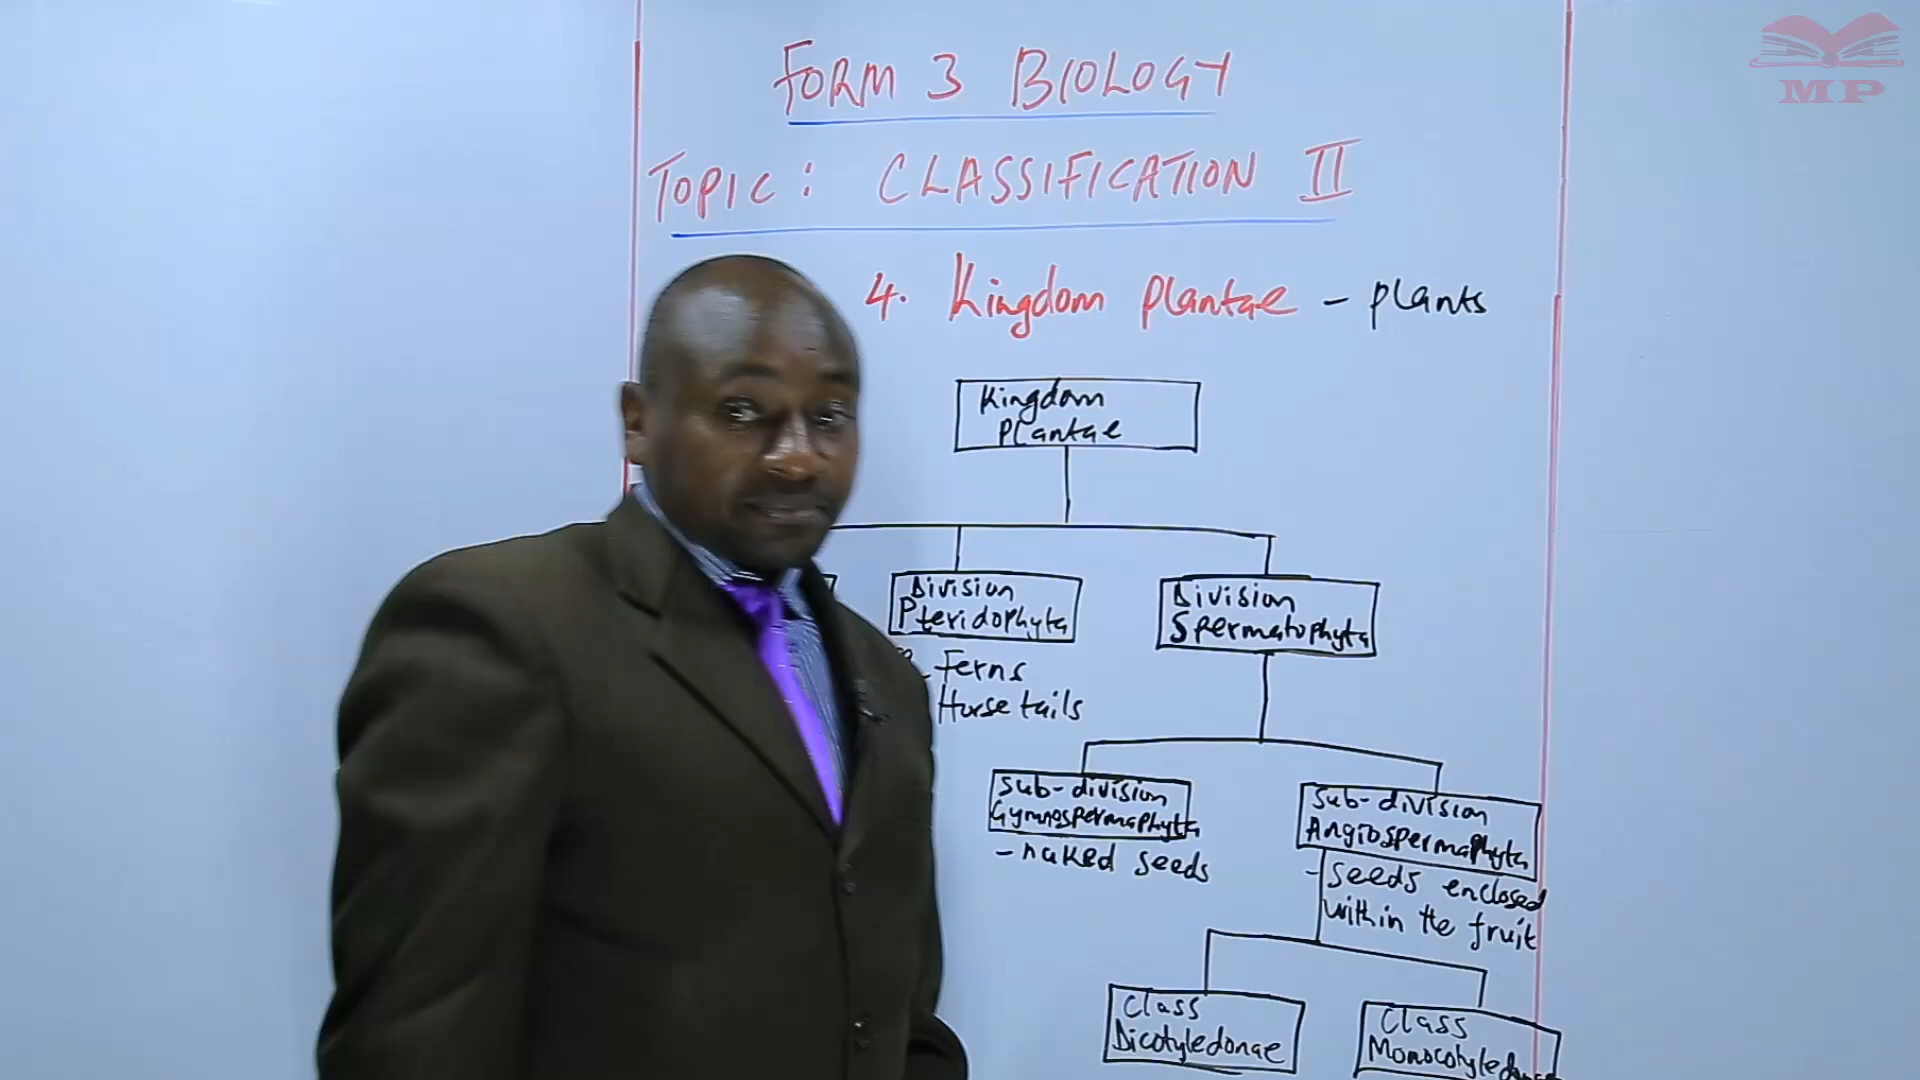 FORM 3 BIOLOGY
TOPIC: CLASSIFICATION II
4. Kingdom plantae - plants
Kingdom
Plantae
Division
Pteridophyta
- Ferns
Horse tails
Division
Spermatophyta
Sub-division
Gymnospermaphyta
- naked seeds
Sub-division
Angiospermaphyta
- seeds enclosed
within the fruit
Class
Dicotyledonae
Class
MP